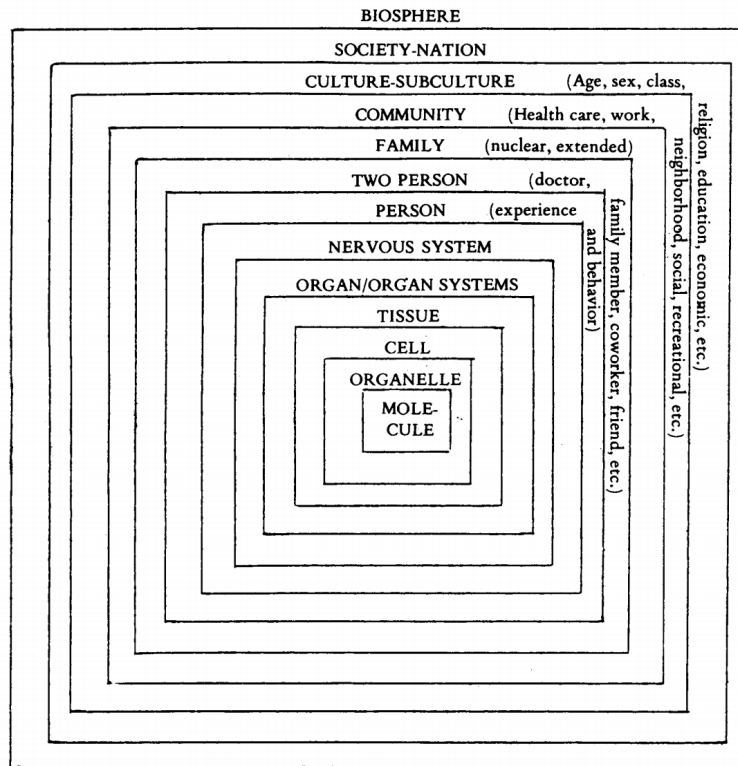 BIOSPHERE
SOCIETY-NATION
CULTURE-SUBCULTURE (Age, sex, class,
religion, education, economic, etc.)
COMMUNITY (Health care, work,
neighborhood, social, recreational, etc.)
FAMILY (nuclear, extended)
TWO PERSON (doctor,
family member, coworker, friend, etc.)
PERSON (experience
and behavior)
NERVOUS SYSTEM
ORGAN/ORGAN SYSTEMS
TISSUE
CELL
ORGANELLE
MOLE-
CULE